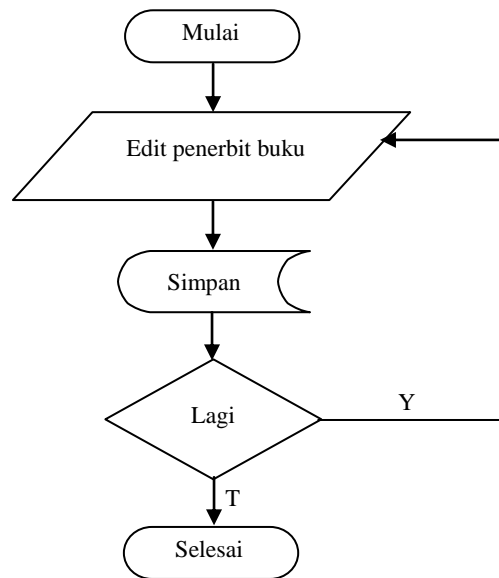 Mulai
Edit penerbit buku
Simpan
Lagi
Y
T
Selesai